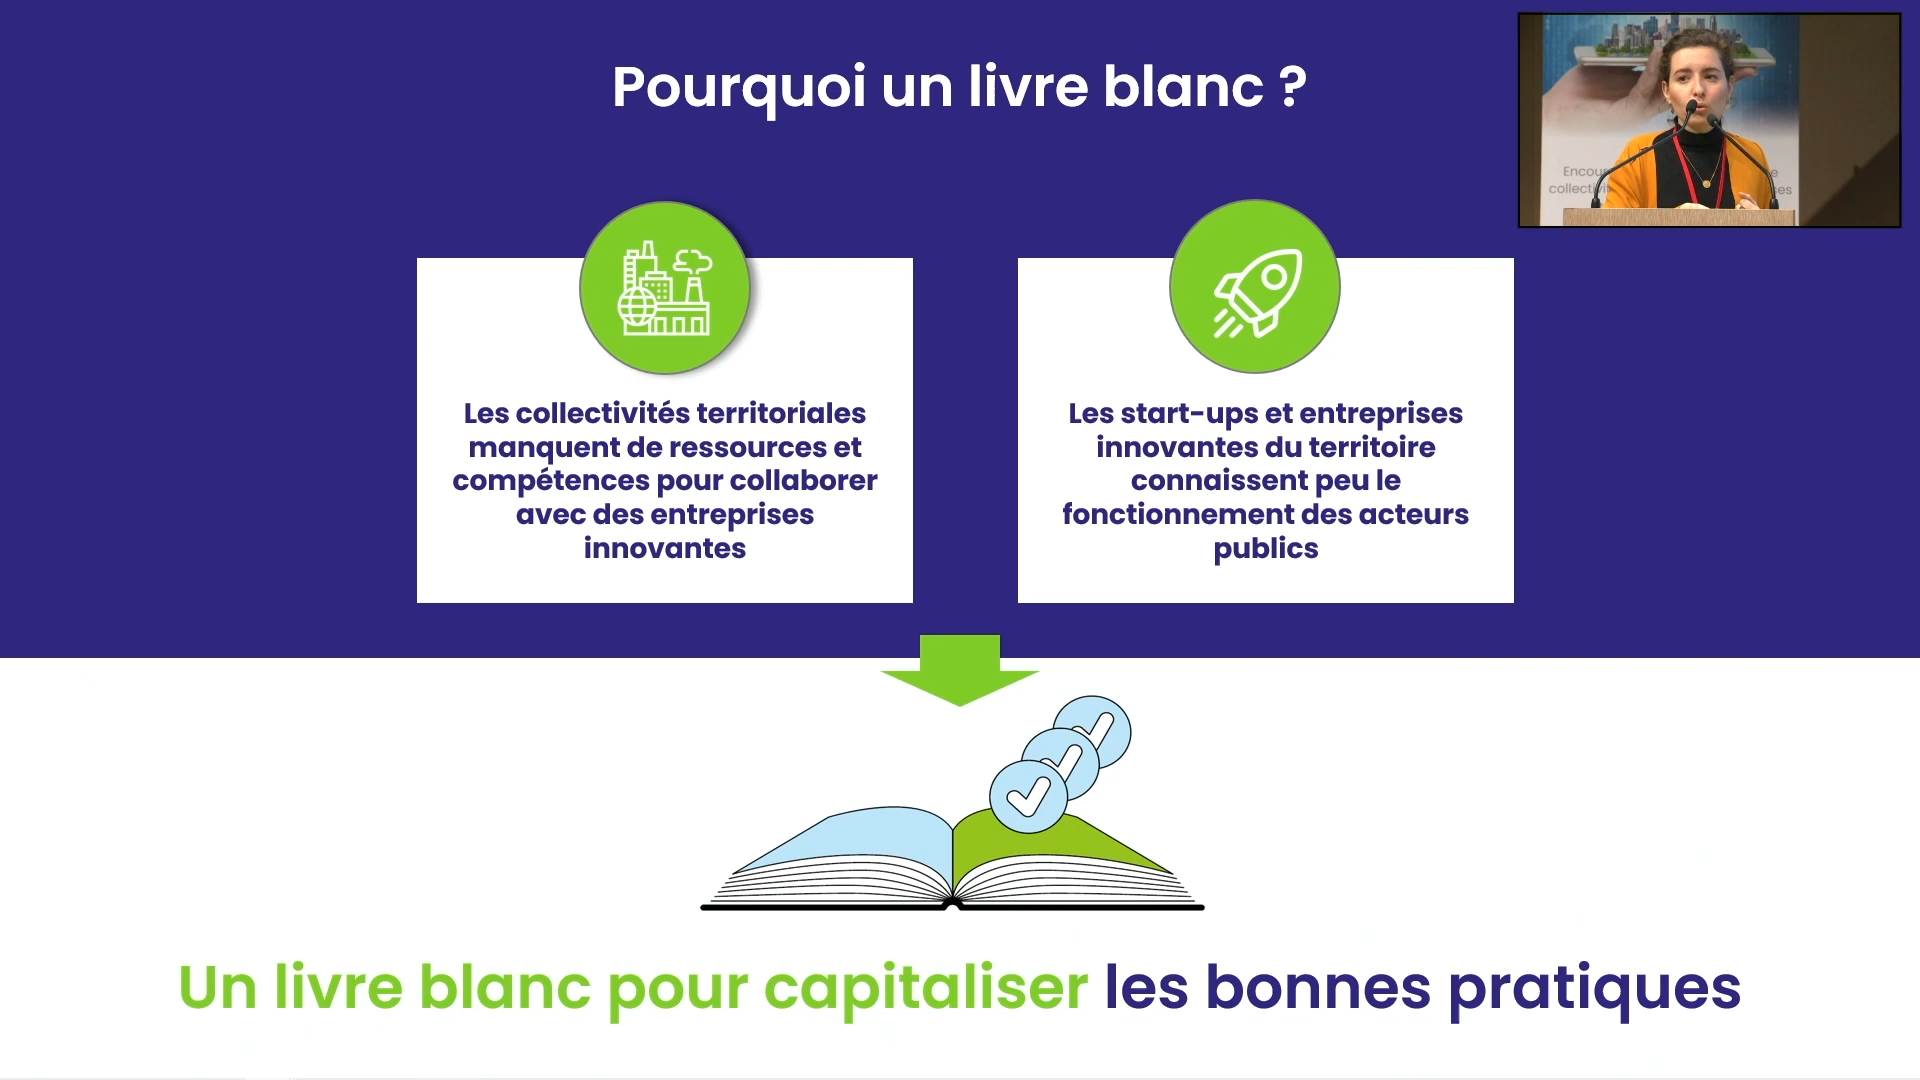 Pourquoi un livre blanc ?
Les collectivités territoriales
manquent de ressources et
compétences pour collaborer
avec des entreprises
innovantes
Les start-ups et entreprises
innovantes du territoire
connaissent peu le
fonctionnement des acteurs
publics
Un livre blanc pour capitaliser les bonnes pratiques